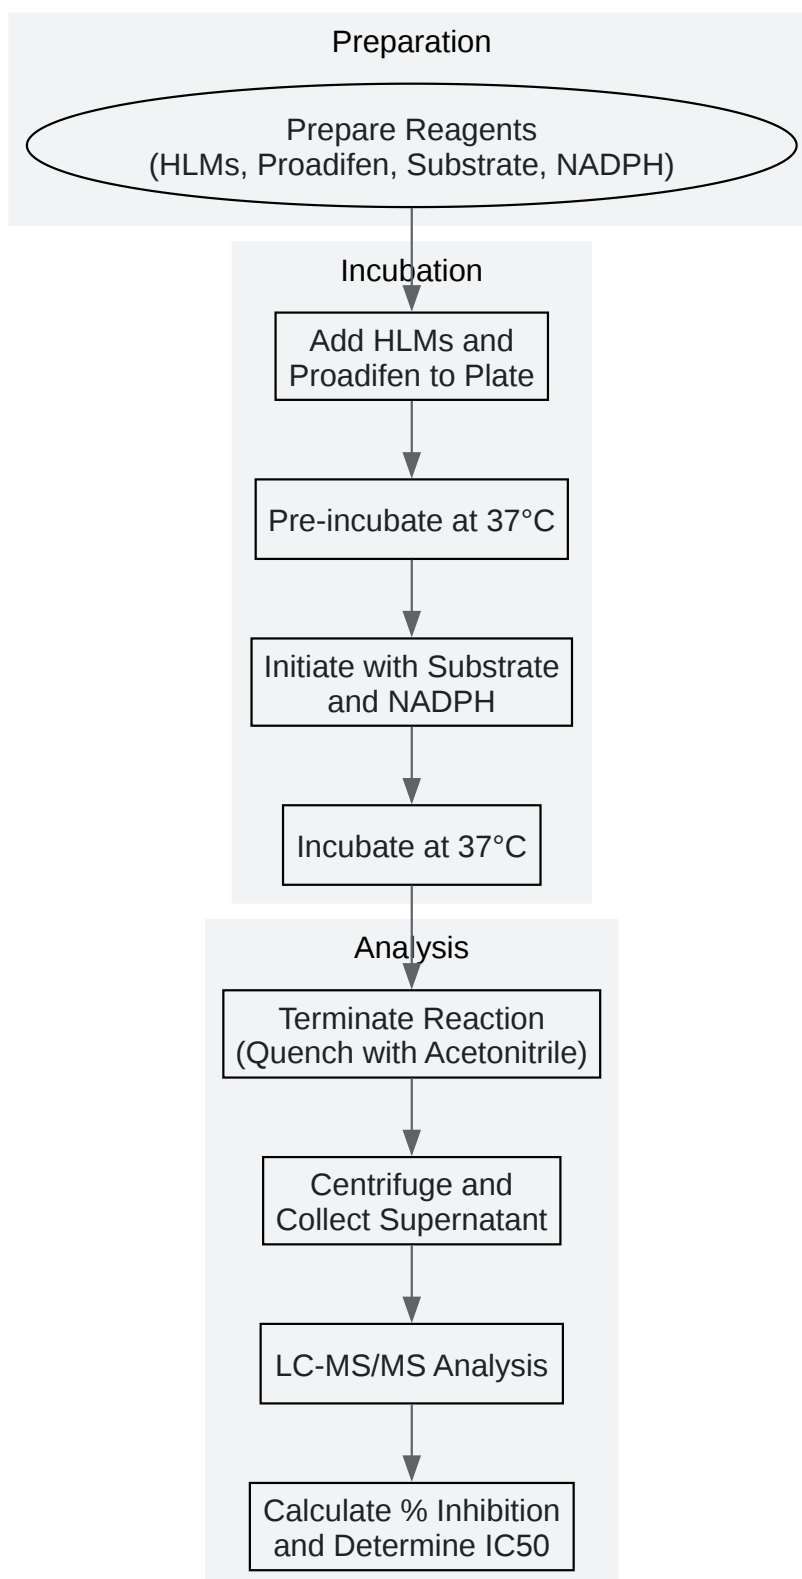 Preparation
Prepare Reagents
(HLMs, Proadifen, Substrate, NADPH)
Incubation
Add HLMs and
Proadifen to Plate
Pre-incubate at 37°C
Initiate with Substrate
and NADPH
Incubate at 37°C
Analysis
Terminate Reaction
(Quench with Acetonitrile)
Centrifuge and
Collect Supernatant
LC-MS/MS Analysis
Calculate % Inhibition
and Determine IC50